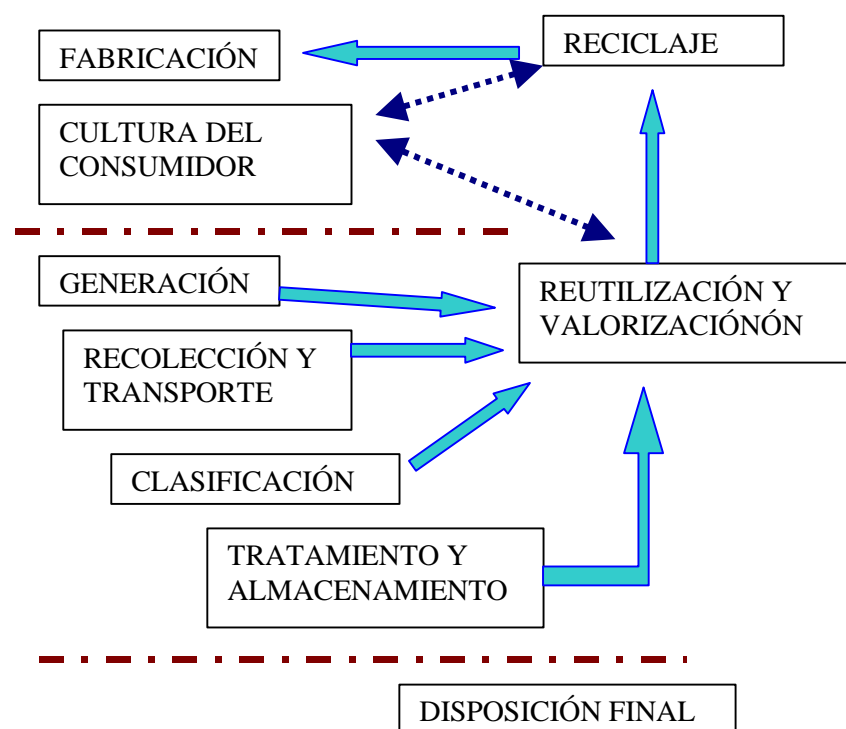 FABRICACIÓN
RECICLAJE
CULTURA DEL
CONSUMIDOR
GENERACIÓN
REUTILIZACIÓN Y
VALORIZACIÓNÓN
RECOLECCIÓN Y
TRANSPORTE
CLASIFICACIÓN
TRATAMIENTO Y
ALMACENAMIENTO
DISPOSICIÓN FINAL